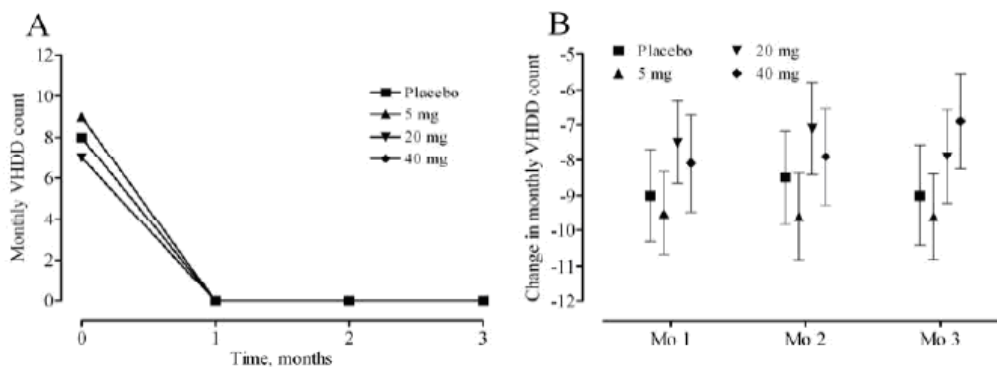 A
12
10
8
6
4
2
0
Monthly VHDD count
Placebo
5 mg
20 mg
40 mg
0
1
2
3
Time, months
B
-5
-6
-7
-8
-9
-10
-11
-12
Change in monthly VHDD count
Placebo
5 mg
20 mg
40 mg
Mo 1
Mo 2
Mo 3